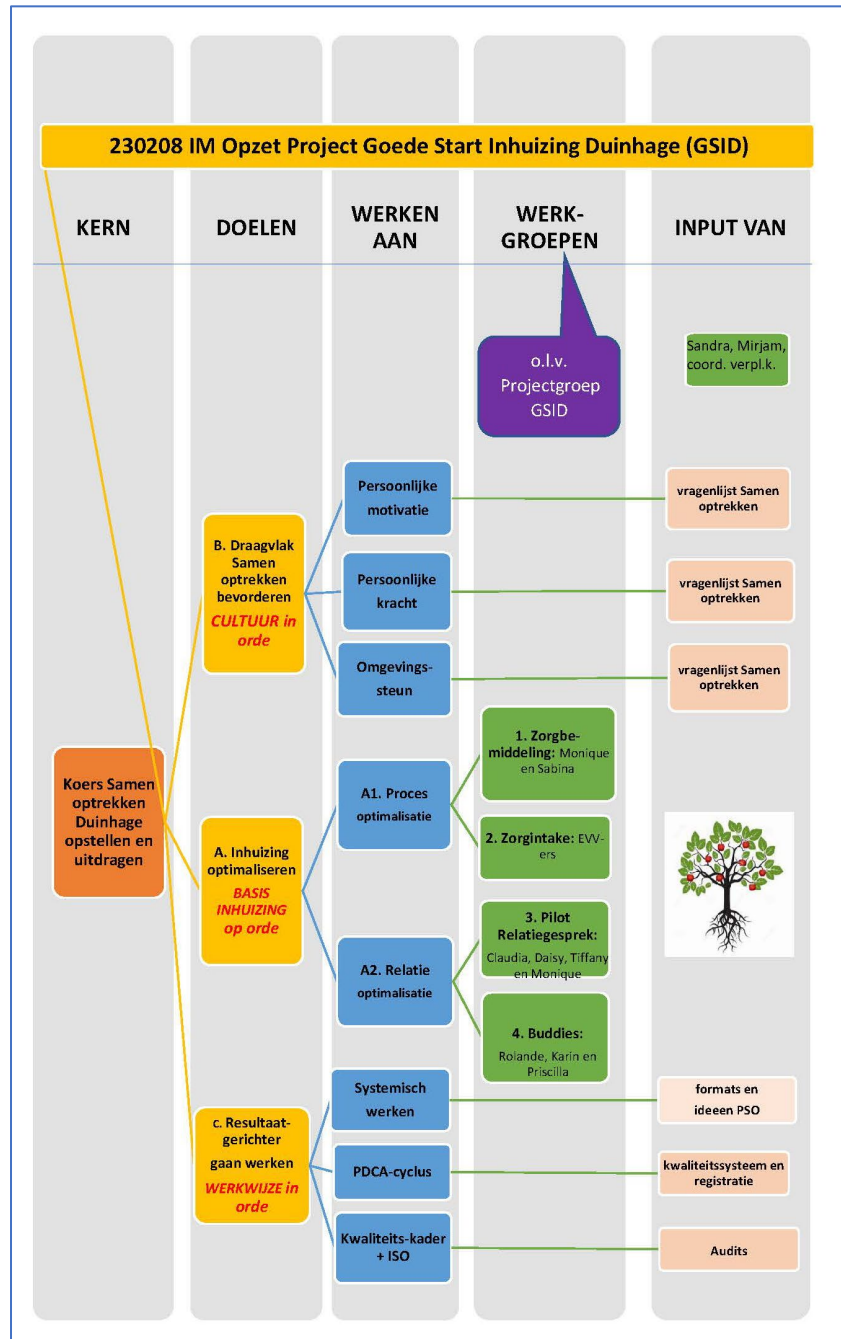 230208 IM Opzet Project Goede Start Inhuizing Duinhage (GSID)
KERN
DOELEN
WERKEN
AAN
WERK-
GROEPEN
INPUT VAN
o.l.v.
Projectgroep
GSID
Sandra, Mirjam,
coord. verpl.k.
Koers Samen
optrekken
Duinhage
opstellen en
uitdragen
B. Draagvlak
Samen
optrekken
bevorderen
CULTUUR in
orde
Persoonlijke
motivatie
vragenlijst Samen
optrekken
Persoonlijke
kracht
vragenlijst Samen
optrekken
Omgevings-
steun
vragenlijst Samen
optrekken
A. Inhuizing
optimaliseren
BASIS
INHUIZING
op orde
A1. Proces
optimalisatie
1. Zorgbe-
middeling: Monique
en Sabina
2. Zorgintake: EVV-
ers
A2. Relatie
optimalisatie
3. Pilot
Relatiegesprek:
Claudia, Daisy, Tiffany
en Monique
4. Buddies:
Rolande, Karin en
Priscilla
c. Resultaat-
gerichter
gaan werken
WERKWIJZE in
orde
Systemisch
werken
formats en
ideeen PSO
PDCA-cyclus
kwaliteitssysteem en
registratie
Kwaliteits-kader
+ ISO
Audits